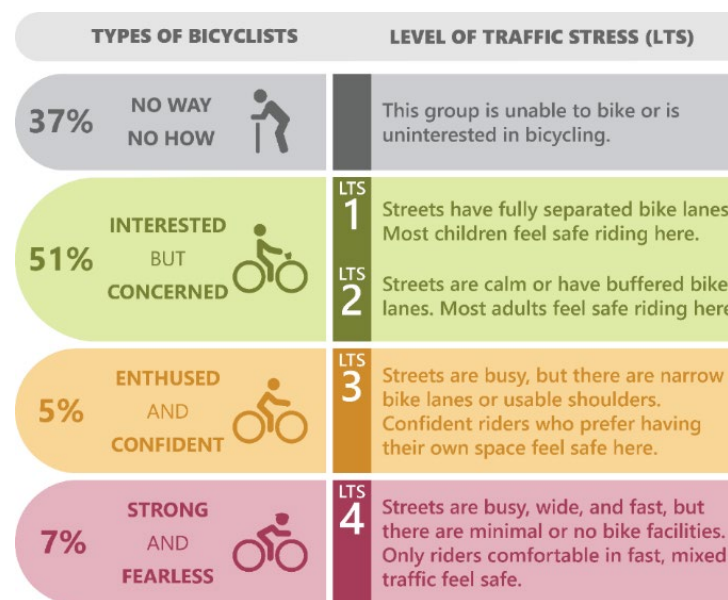 TYPES OF BICYCLISTS
LEVEL OF TRAFFIC STRESS (LTS)
37%
NO WAY
NO HOW
This group is unable to bike or is
uninterested in bicycling.
51%
INTERESTED
BUT
CONCERNED
LTS
1
Streets have fully separated bike lanes
Most children feel safe riding here.
LTS
2
Streets are calm or have buffered bike
lanes. Most adults feel safe riding here
5%
ENTHUSED
AND
CONFIDENT
LTS
3
Streets are busy, but there are narrow
bike lanes or usable shoulders.
Confident riders who prefer having
their own space feel safe here.
7%
STRONG
AND
FEARLESS
LTS
4
Streets are busy, wide, and fast, but
there are minimal or no bike facilities.
Only riders comfortable in fast, mixed
traffic feel safe.